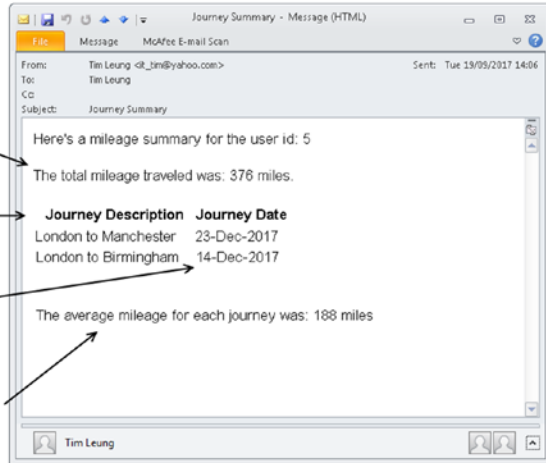 Journey Summary - Message (HTML)
File Message McAfee E-mail Scan
From: Tim Leung <it_tim@yahoo.com> Sent: Tue 19/09/2017 14:06
To: Tim Leung
Cc:
Subject: Journey Summary
Here's a mileage summary for the user id: 5
The total mileage traveled was: 376 miles.
Journey Description Journey Date
London to Manchester 23-Dec-2017
London to Birmingham 14-Dec-2017
The average mileage for each journey was: 188 miles
Tim Leung